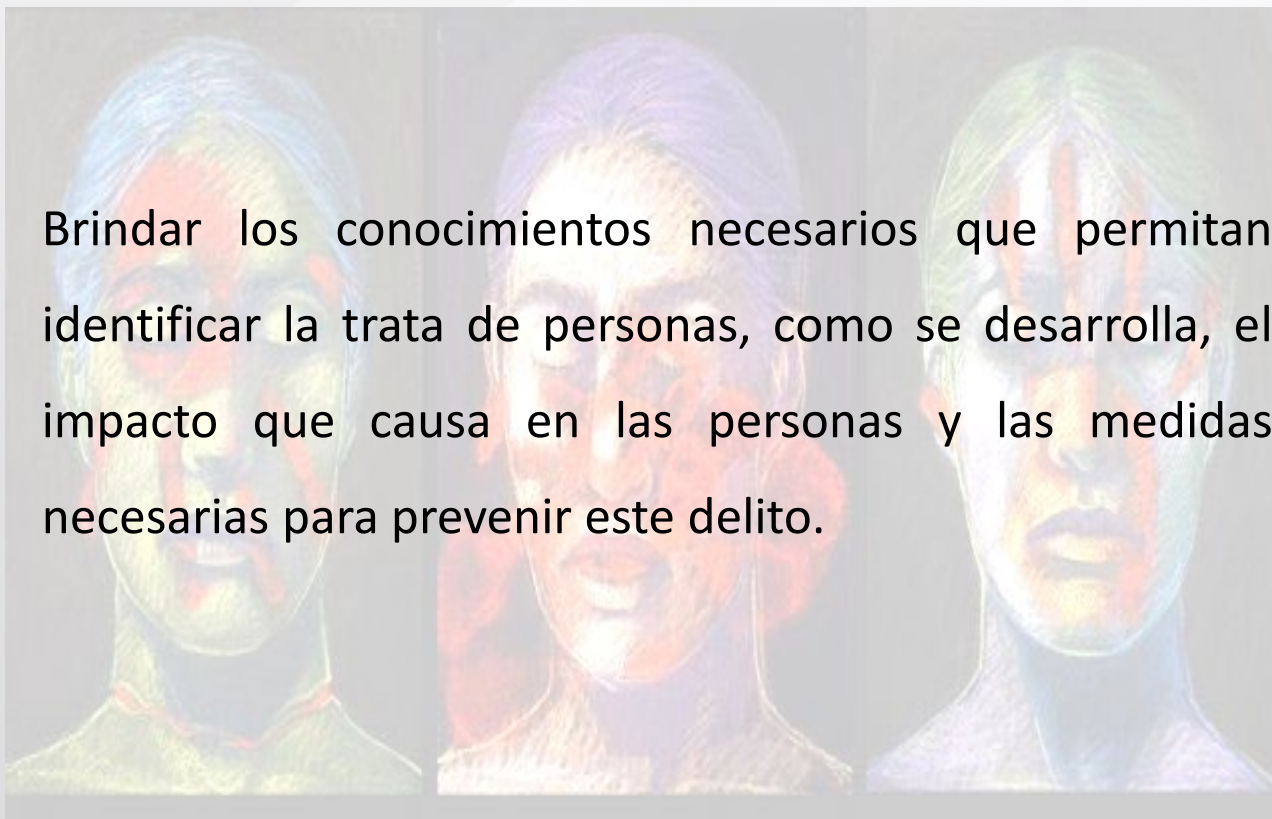 Brindar los conocimientos necesarios que permitan
identificar la trata de personas, como se desarrolla, el
impacto que causa en las personas y las medidas
necesarias para prevenir este delito.